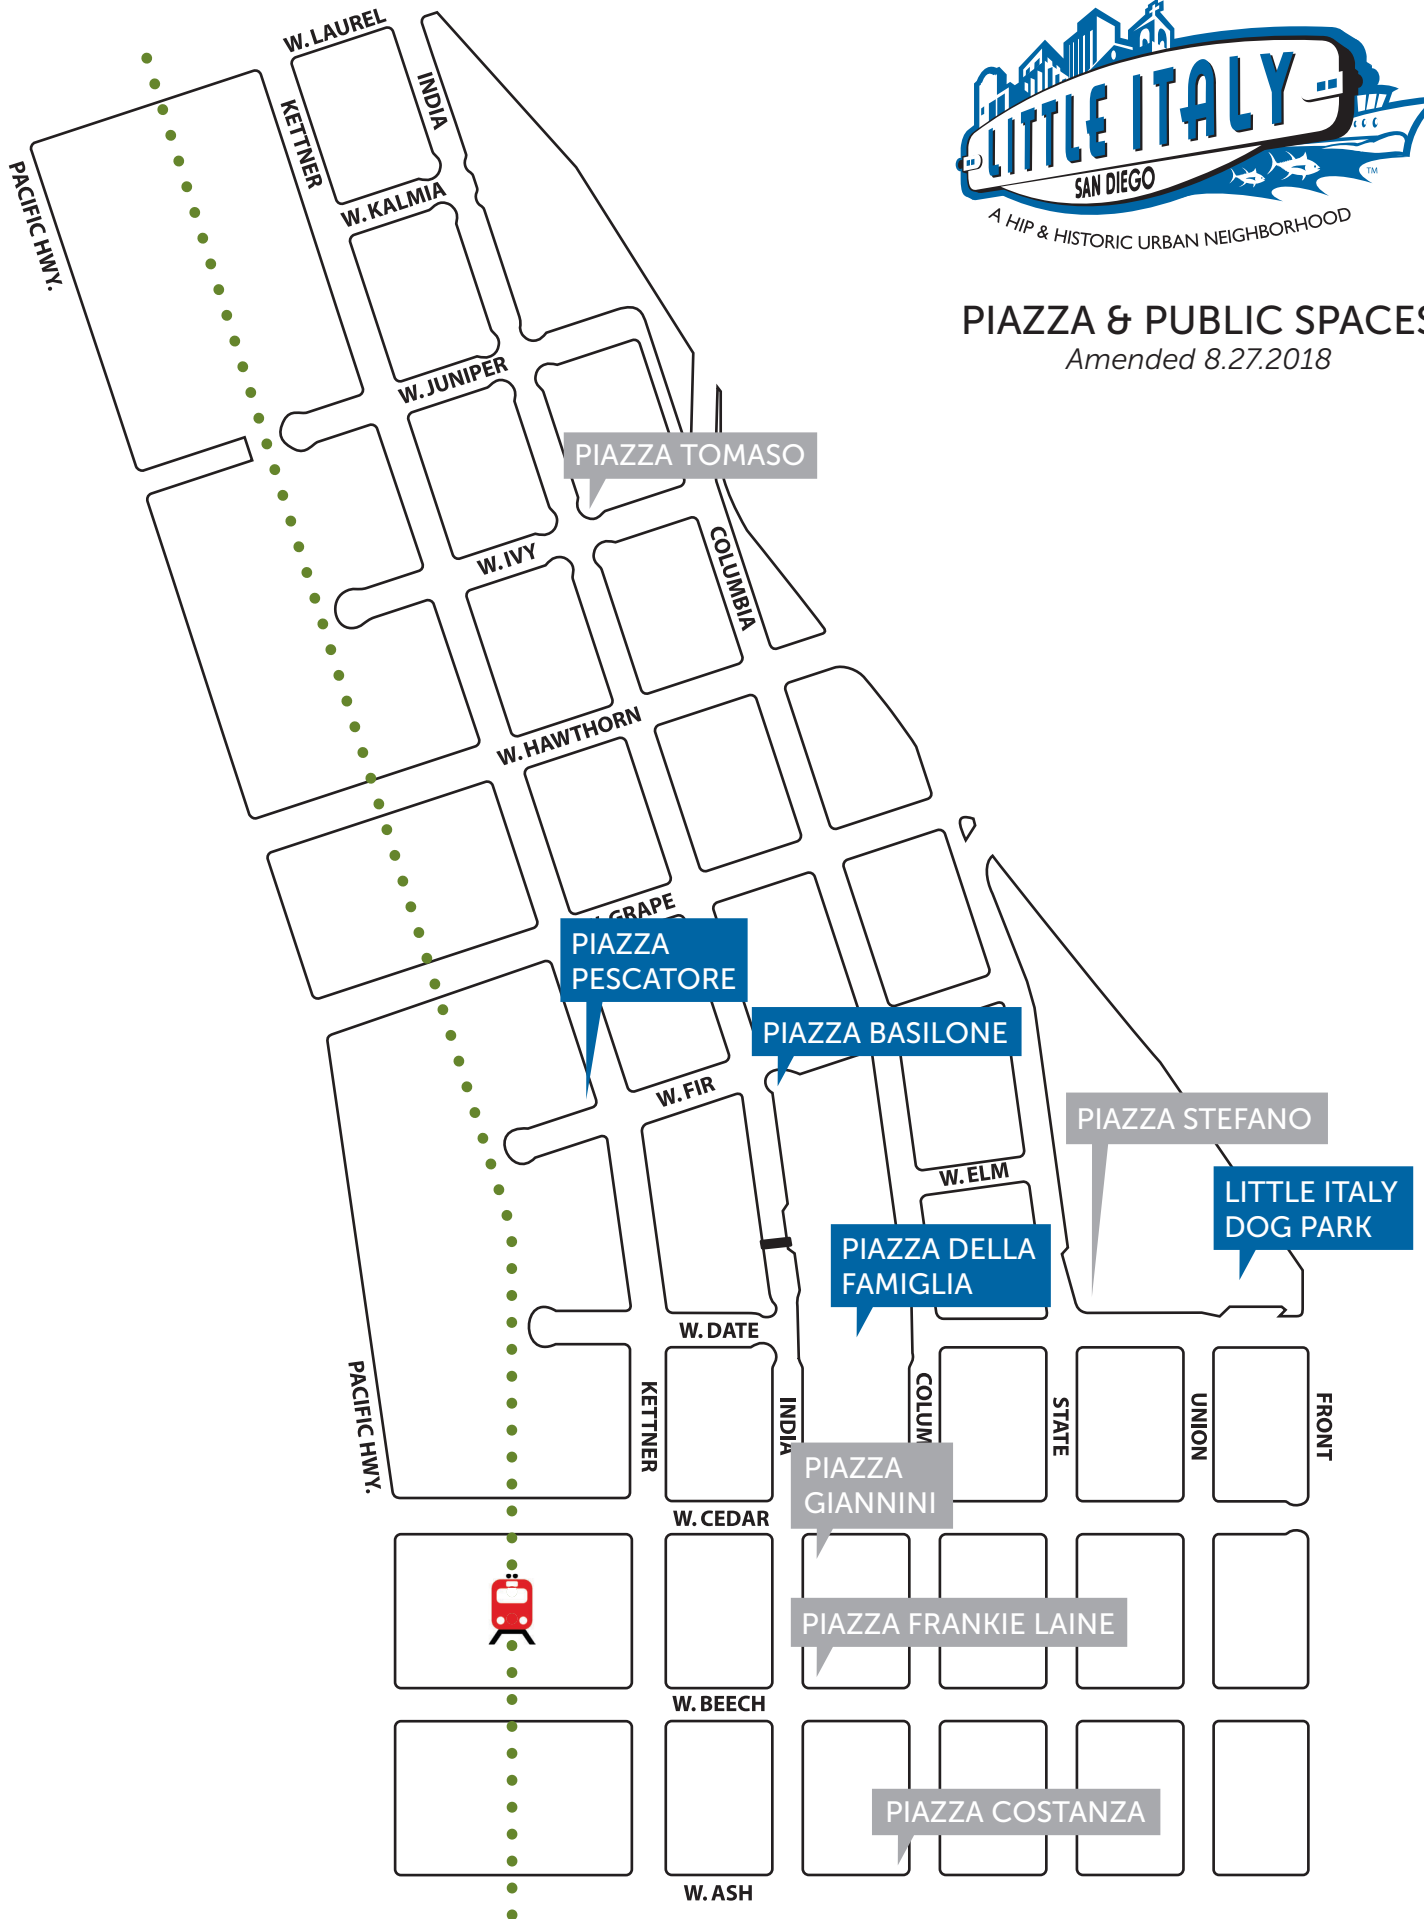 W. LAUREL
LITTLE ITALY
SAN DIEGO
TM
A HIP & HISTORIC URBAN NEIGHBORHOOD
PIAZZA & PUBLIC SPACES
Amended 8.27.2018
INDIA
KETTNER
PACIFIC HWY.
W. KALMIA
W. JUNIPER
PIAZZA TOMASO
W. IVY
COLUMBIA
W. HAWTHORN
GRAPE
PIAZZA
PESCATORE
PIAZZA BASILONE
W. FIR
PIAZZA STEFANO
W. ELM
LITTLE ITALY
DOG PARK
PIAZZA DELLA
FAMIGLIA
W. DATE
PACIFIC HWY.
KETTNER
INDIA
COLUM
STATE
UNION
FRONT
PIAZZA
GIANNINI
W. CEDAR
PIAZZA FRANKIE LAINE
W. BEECH
PIAZZA COSTANZA
W. ASH